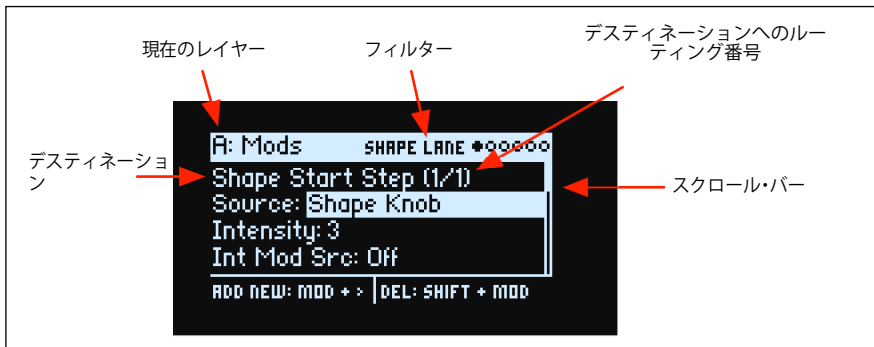 現在のレイヤー
フィルター
デスティネーションへのルー
ティング番号
A: Mods SHAPE LANE
デスティネーショ
ン
Shape Start Step (1/1)
スクロール・バー
Source: Shape Knob
Intensity: 3
Int Mod Src: Off
ADD NEW: MOD + > DEL: SHIFT + MOD